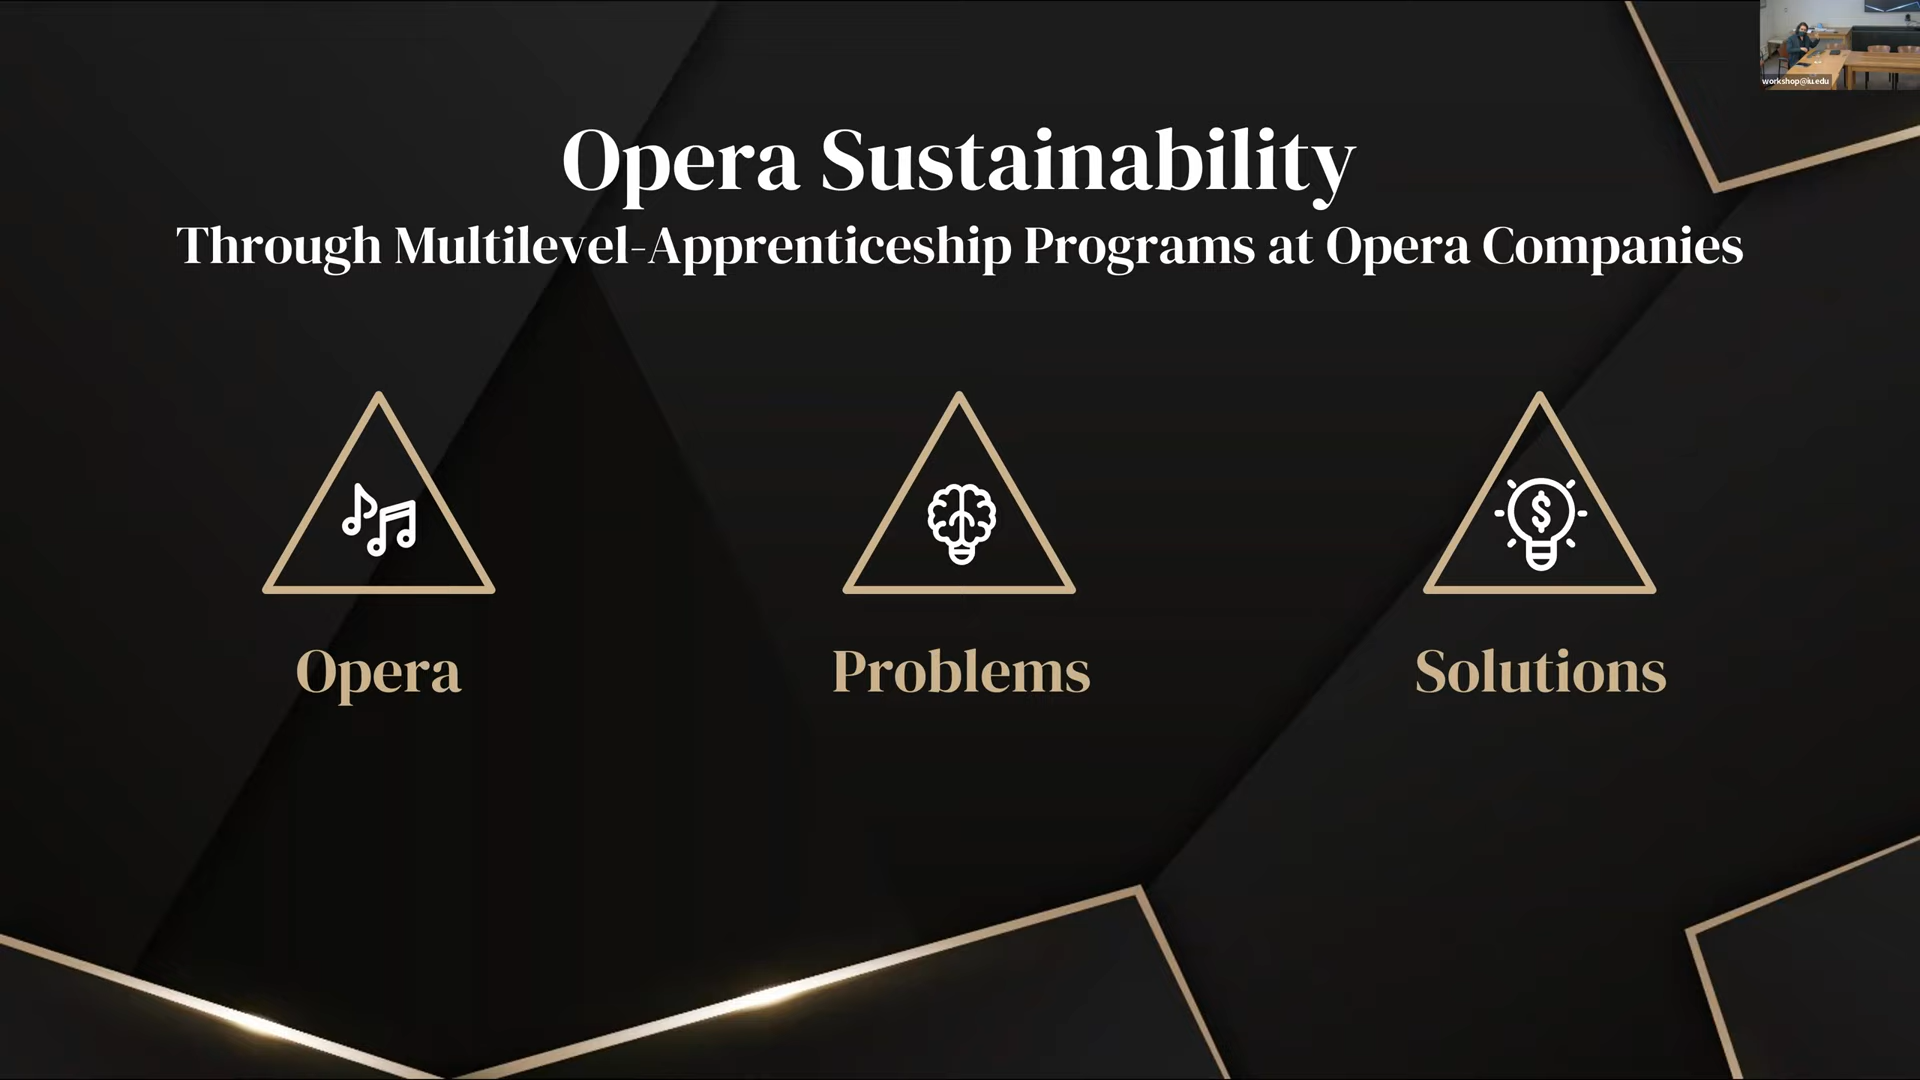 workshop@iu.edu
Opera Sustainability
Through Multilevel-Apprenticeship Programs at Opera Companies
$
Opera
Problems
Solutions